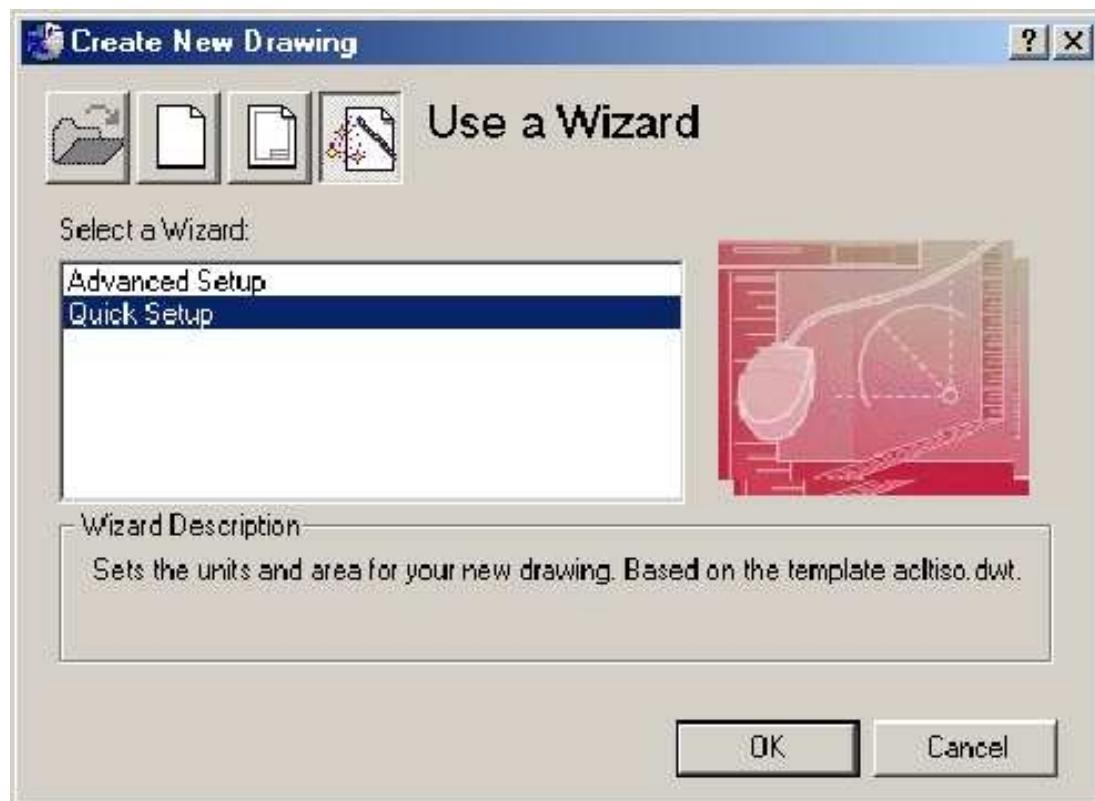 Create New Drawing
Use a Wizard
Select a Wizard:
Advanced Setup
Quick Setup
Wizard Description
Sets the units and area for your new drawing. Based on the template acltiso.dwt.
OK
Cancel